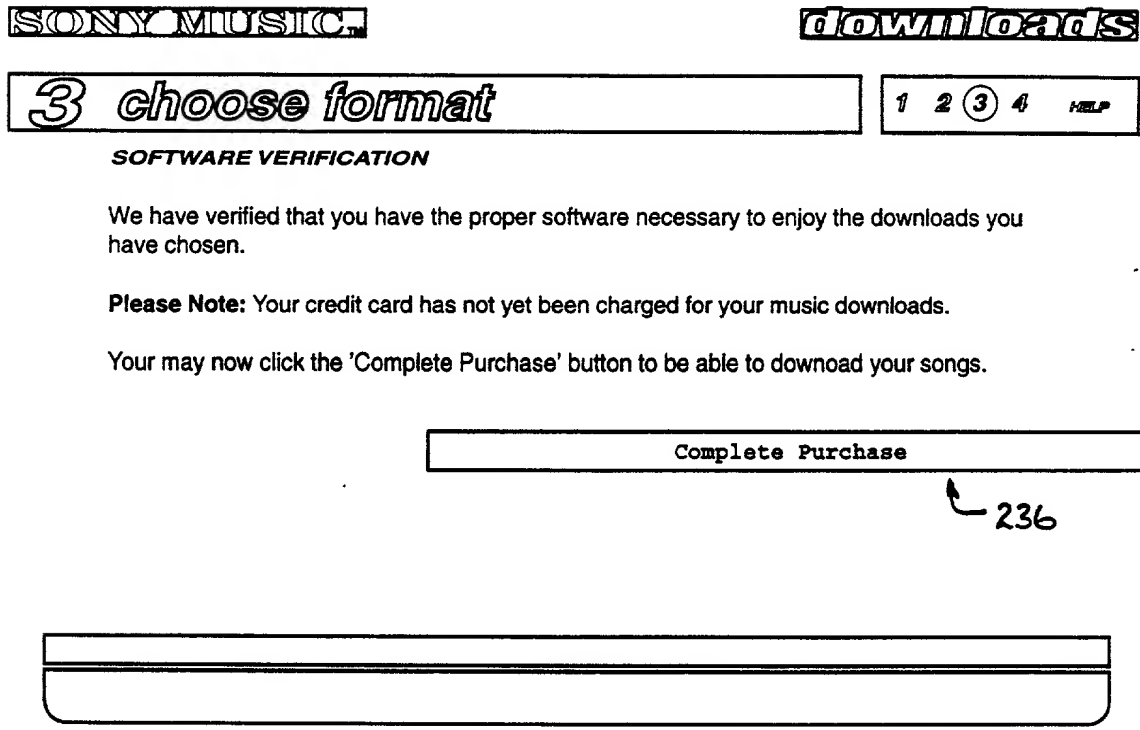 SONY MUSIC TM downloads
3 choose format 1 2 3 4 HELP
SOFTWARE VERIFICATION
We have verified that you have the proper software necessary to enjoy the downloads you
have chosen.
Please Note: Your credit card has not yet been charged for your music downloads.
Your may now click the 'Complete Purchase' button to be able to downoad your songs.
Complete Purchase
236